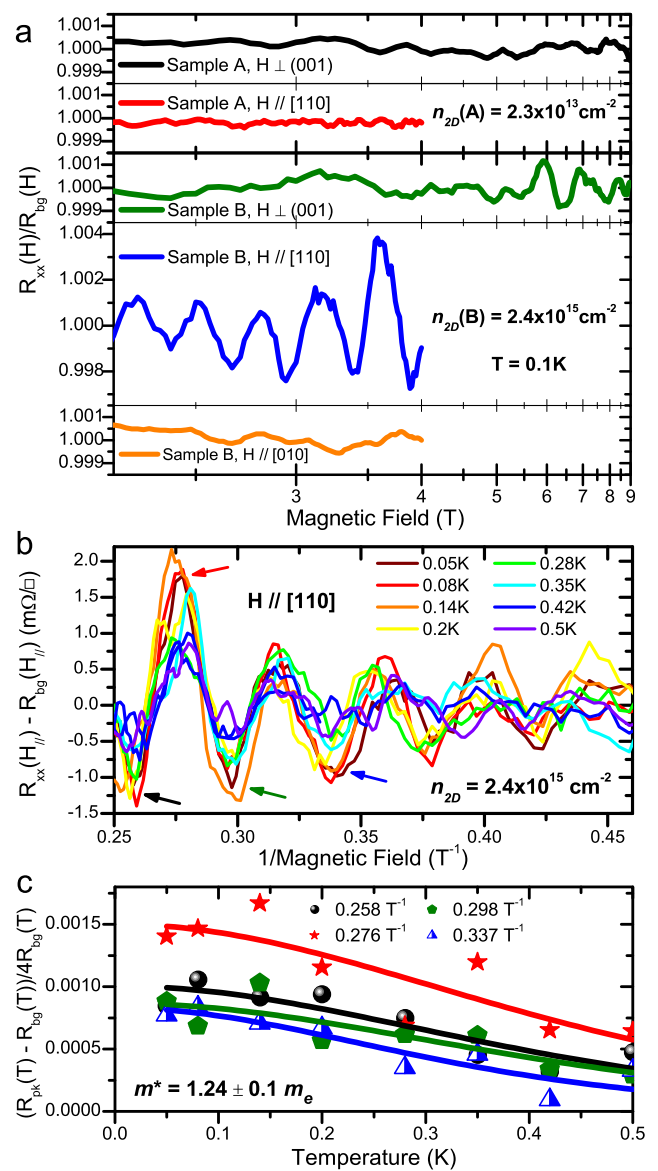 a
1.001
1.000
0.999
Sample A, H ⊥ (001)
1.001
1.000
0.999
Sample A, H // [110]
n2D(A) = 2.3x10^13cm^-2
1.001
1.000
0.999
Sample B, H ⊥ (001)
1.004
1.002
1.000
0.998
Sample B, H // [110]
n2D(B) = 2.4x10^15cm^-2
T = 0.1K
1.001
1.000
0.999
Sample B, H // [010]
Rxx(H)/Rbg(H)
3 4 5 6 7 8 9
Magnetic Field (T)
b
2.0
1.5
1.0
0.5
0.0
-0.5
-1.0
-1.5
Rxx(H//) - Rbg(H//) (mΩ/□)
H // [110]
0.05K 0.28K
0.08K 0.35K
0.14K 0.42K
0.2K 0.5K
n2D = 2.4x10^15 cm^-2
0.25 0.30 0.35 0.40 0.45
1/Magnetic Field (T^-1)
c
0.0015
0.0010
0.0005
0.0000
(Rpk(T) - Rbg(T))/4Rbg(T)
0.258 T^-1 0.298 T^-1
0.276 T^-1 0.337 T^-1
m* = 1.24 ± 0.1 me
0.0 0.1 0.2 0.3 0.4 0.5
Temperature (K)